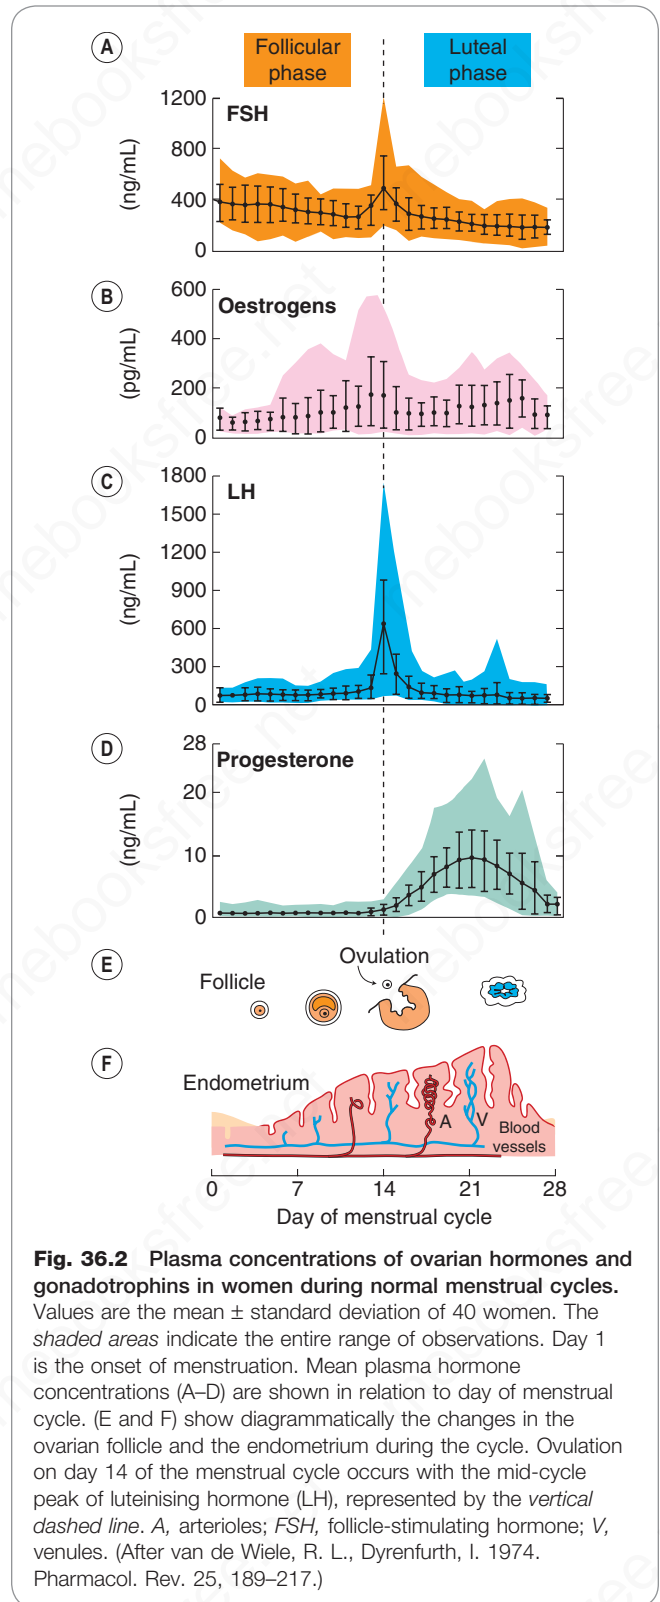 A
Follicular
phase
Luteal
phase
1200
800
400
0
(ng/mL)
FSH
B
600
400
200
0
(pg/mL)
Oestrogens
C
1800
1500
1200
900
600
300
0
(ng/mL)
LH
D
28
20
10
0
(ng/mL)
Progesterone
E
Follicle
Ovulation
F
Endometrium
A
V
Blood
vessels
0 7 14 21 28
Day of menstrual cycle
Fig. 36.2 Plasma concentrations of ovarian hormones and
gonadotrophins in women during normal menstrual cycles.
Values are the mean ± standard deviation of 40 women. The
shaded areas indicate the entire range of observations. Day 1
is the onset of menstruation. Mean plasma hormone
concentrations (A–D) are shown in relation to day of menstrual
cycle. (E and F) show diagrammatically the changes in the
ovarian follicle and the endometrium during the cycle. Ovulation
on day 14 of the menstrual cycle occurs with the mid-cycle
peak of luteinising hormone (LH), represented by the vertical
dashed line. A, arterioles; FSH, follicle-stimulating hormone; V,
venules. (After van de Wiele, R. L., Dyrenfurth, I. 1974.
Pharmacol. Rev. 25, 189–217.)